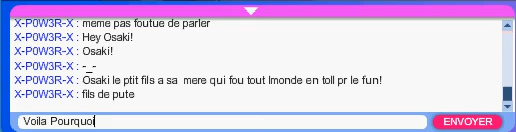 X-P0W3R-X : meme pas foutue de parler
X-P0W3R-X : Hey Osaki!
X-P0W3R-X : Osaki!
X-P0W3R-X : -_-
X-P0W3R-X : Osaki le ptit fils a sa mere qui fou tout lmonde en toll pr le fun!
X-P0W3R-X : fils de pute
Voila Pourquoi
ENVOYER